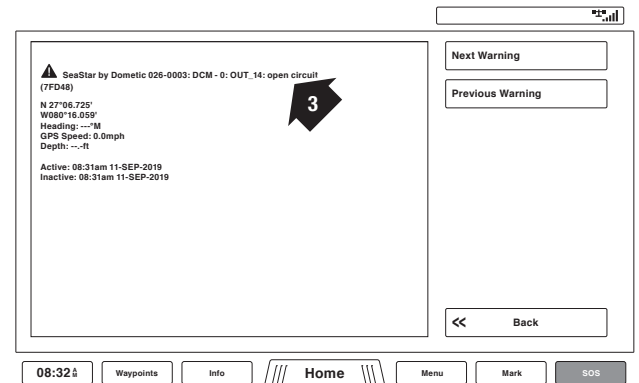 SeaStar by Dometic 026-0003: DCM - 0: OUT_14: open circuit
(7FD48)
N 27°06.725'
W080°16.059'
Heading: ---°M
GPS Speed: 0.0mph
Depth: --.-ft
Active: 08:31am 11-SEP-2019
Inactive: 08:31am 11-SEP-2019
3
Next Warning
Previous Warning
<< Back
08:32 AM
Waypoints
Info
Home
Menu
Mark
SOS